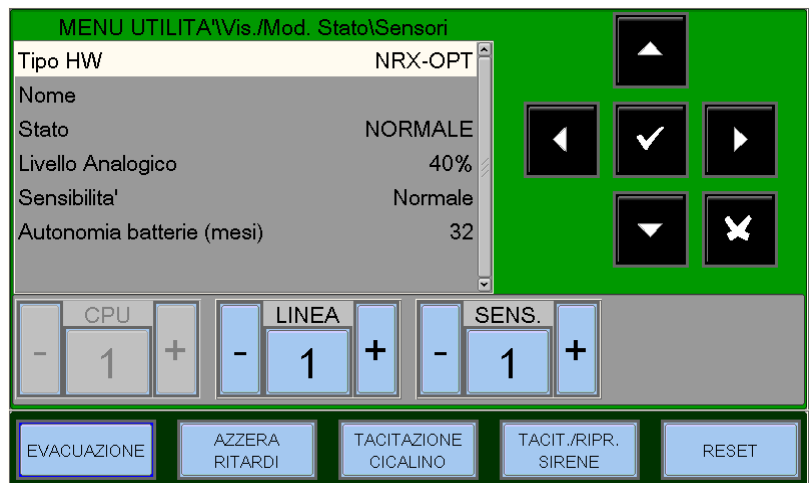 MENU UTILITA'\Vis./Mod. Stato\Sensori
Tipo HW NRX-OPT
Nome
Stato NORMALE
Livello Analogico 40%
Sensibilita' Normale
Autonomia batterie (mesi) 32
CPU LINEA SENS.
- 1 + - 1 + - 1 +
EVACUAZIONE
AZZERA
RITARDI
TACITAZIONE
CICALINO
TACIT./RIPR.
SIRENE
RESET